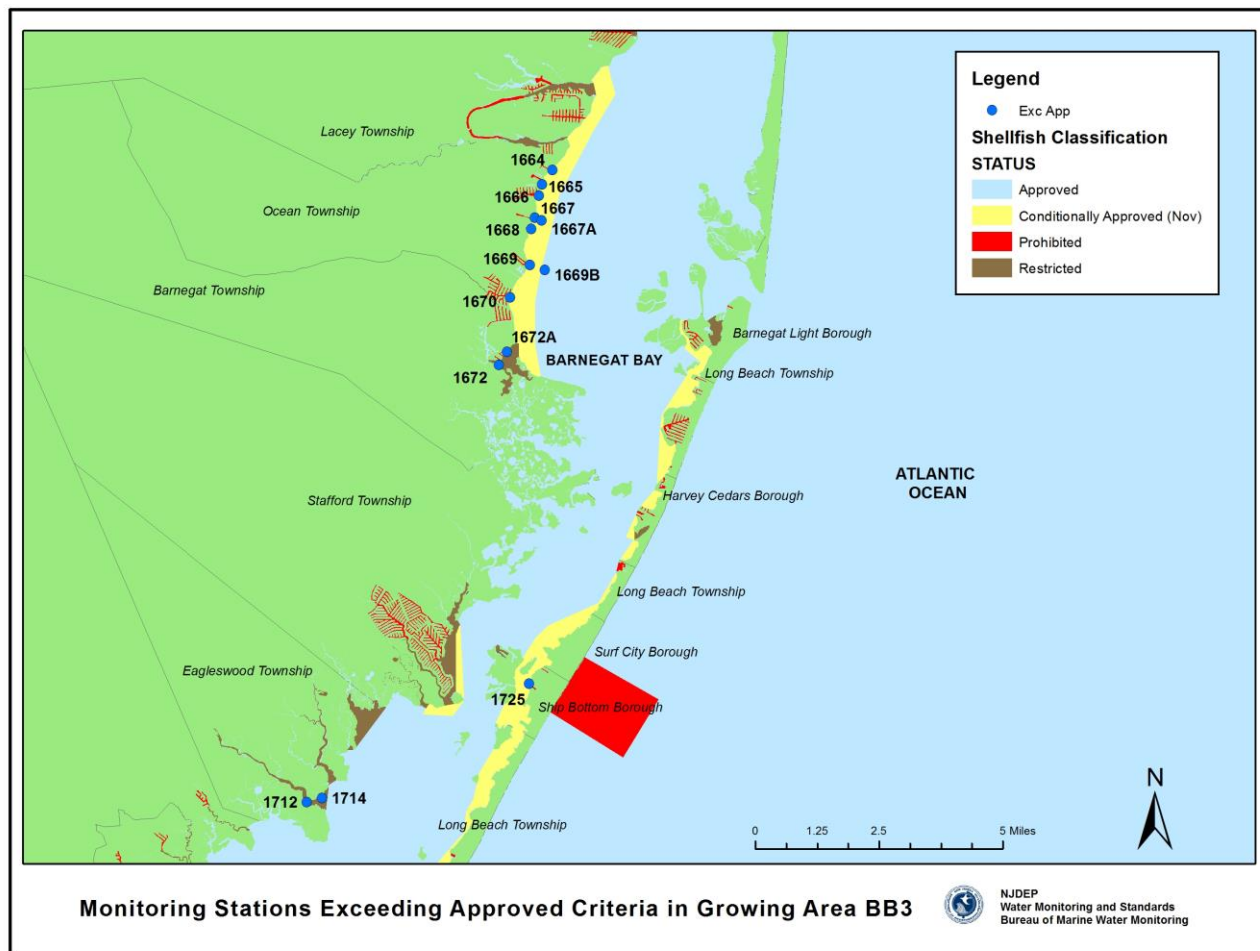 Legend
Exc App
Shellfish Classification
STATUS
Approved
Conditionally Approved (Nov)
Prohibited
Restricted
Lacey Township
1664
1665
1666
Ocean Township
1667
1668
1667A
1669
1669B
Barnegat Township
1670
1672A
BARNEGAT BAY
1672
Barnegat Light Borough
Long Beach Township
ATLANTIC
OCEAN
Stafford Township
Harvey Cedars Borough
Long Beach Township
Surf City Borough
Eagleswood Township
1725
Ship Bottom Borough
1712
1714
Long Beach Township
N
0 1.25 2.5 5 Miles
Monitoring Stations Exceeding Approved Criteria in Growing Area BB3
NJDEP
Water Monitoring and Standards
Bureau of Marine Water Monitoring